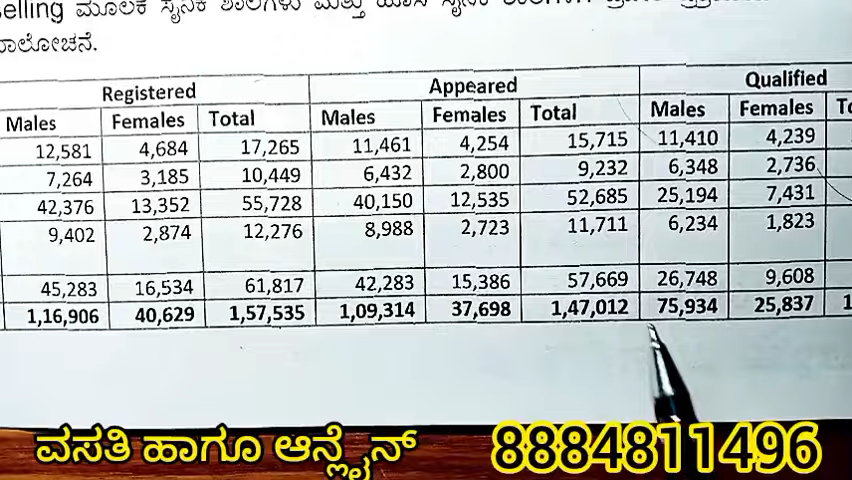 ಮೂಲಕ ಸೈನಿಕ ಶಾಲೆಗಳು ಮತ್ತು ಹೊಸ ಸೈನಿಕ
Registered Appeared Qualified
Males Females Total Males Females Total Males Females
12,581 4,684 17,265 11,461 4,254 15,715 11,410 4,239
7,264 3,185 10,449 6,432 2,800 9,232 6,348 2,736
42,376 13,352 55,728 40,150 12,535 52,685 25,194 7,431
9,402 2,874 12,276 8,988 2,723 11,711 6,234 1,823
45,283 16,534 61,817 42,283 15,386 57,669 26,748 9,608
1,16,906 40,629 1,57,535 1,09,314 37,698 1,47,012 75,934 25,837
ವಸತಿ ಹಾಗೂ ಆನ್ಲೈನ್ 8884811496